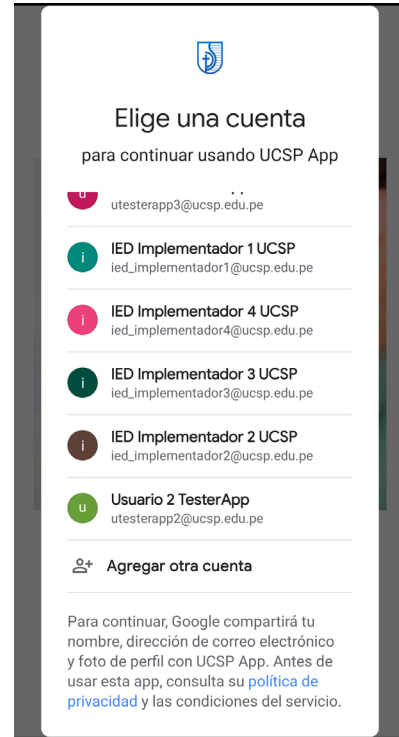 Elige una cuenta
para continuar usando UCSP App
u
utesterapp3@ucsp.edu.pe
i
IED Implementador 1 UCSP
ied_implementador1@ucsp.edu.pe
i
IED Implementador 4 UCSP
ied_implementador4@ucsp.edu.pe
i
IED Implementador 3 UCSP
ied_implementador3@ucsp.edu.pe
i
IED Implementador 2 UCSP
ied_implementador2@ucsp.edu.pe
u
Usuario 2 TesterApp
utesterapp2@ucsp.edu.pe
Agregar otra cuenta
Para continuar, Google compartirá tu
nombre, dirección de correo electrónico
y foto de perfil con UCSP App. Antes de
usar esta app, consulta su política de
privacidad y las condiciones del servicio.